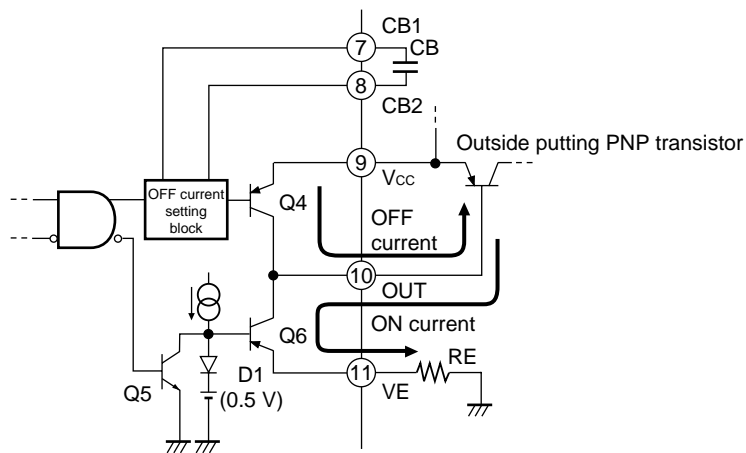 CB1
7
CB
8
CB2
Outside putting PNP transistor
9
VCC
OFF current
setting
block
Q4
OFF
current
10
OUT
Q6
ON current
RE
D1
(0.5 V)
11
VE
Q5